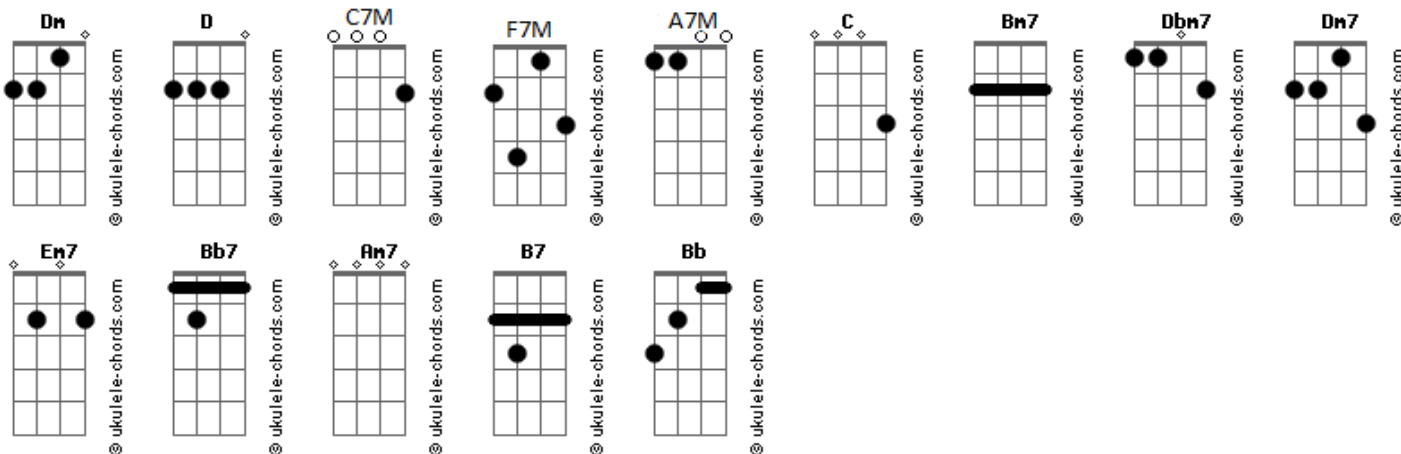 Dm D C7M F7M A7M C Bm7 Dbm7 Dm7
© ukulele-chords.com © ukulele-chords.com © ukulele-chords.com © ukulele-chords.com © ukulele-chords.com © ukulele-chords.com © ukulele-chords.com © ukulele-chords.com © ukulele-chords.com
Em7 Bb7 Am7 B7 Bb
© ukulele-chords.com © ukulele-chords.com © ukulele-chords.com © ukulele-chords.com © ukulele-chords.com